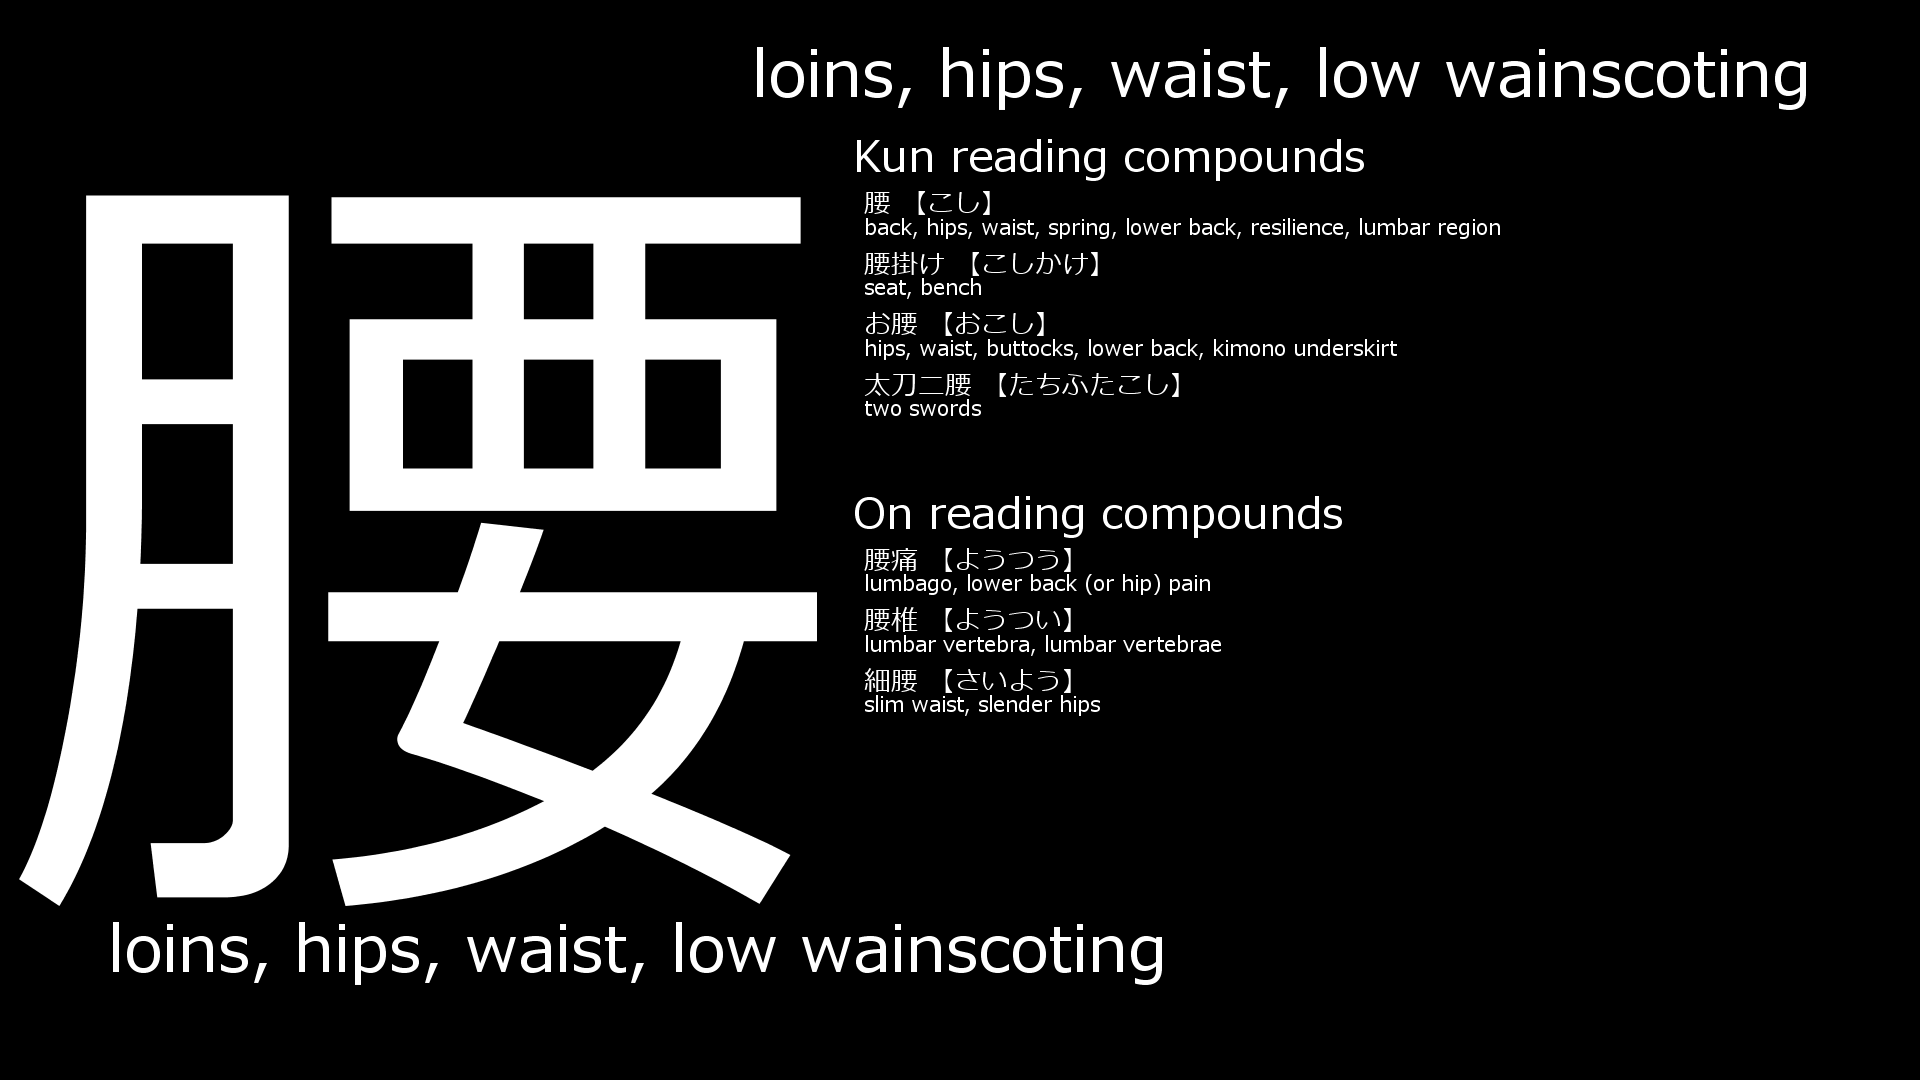 loins, hips, waist, low wainscoting
腰
Kun reading compounds
腰 【こし】
back, hips, waist, spring, lower back, resilience, lumbar region
腰掛け 【こしかけ】
seat, bench
お腰 【おこし】
hips, waist, buttocks, lower back, kimono underskirt
太刀二腰 【たちふたこし】
two swords
On reading compounds
腰痛 【ようつう】
lumbago, lower back (or hip) pain
腰椎 【ようつい】
lumbar vertebra, lumbar vertebrae
細腰 【さいよう】
slim waist, slender hips
loins, hips, waist, low wainscoting